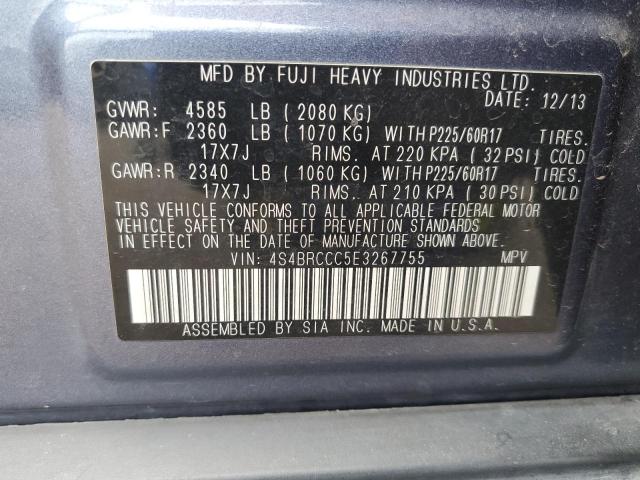 MFD BY FUJI HEAVY INDUSTRIES LTD.
DATE: 12/13
GVWR: 4585 LB ( 2080 KG)
GAWR:F 2360 LB ( 1070 KG) WITH P225/60R17 TIRES.
17X7J RIMS. AT 220 KPA ( 32 PSI) COLD
GAWR:R 2340 LB ( 1060 KG) WITH P225/60R17 TIRES.
17X7J RIMS. AT 210 KPA ( 30 PSI) COLD
THIS VEHICLE CONFORMS TO ALL APPLICABLE FEDERAL MOTOR
VEHICLE SAFETY AND THEFT PREVENTION STANDARDS
IN EFFECT ON THE DATE OF MANUFACTURE SHOWN ABOVE.
VIN: 4S4BRCCC5E3267755 MPV
ASSEMBLED BY SIA INC. MADE IN U.S.A.